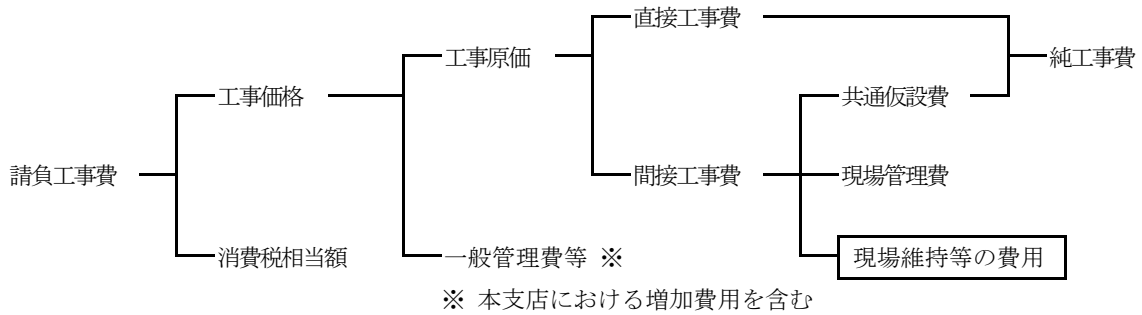 直接工事費
工事原価
純工事費
工事価格
共通仮設費
請負工事費
間接工事費
現場管理費
消費税相当額
一般管理費等 ※
現場維持等の費用
※ 本支店における増加費用を含む